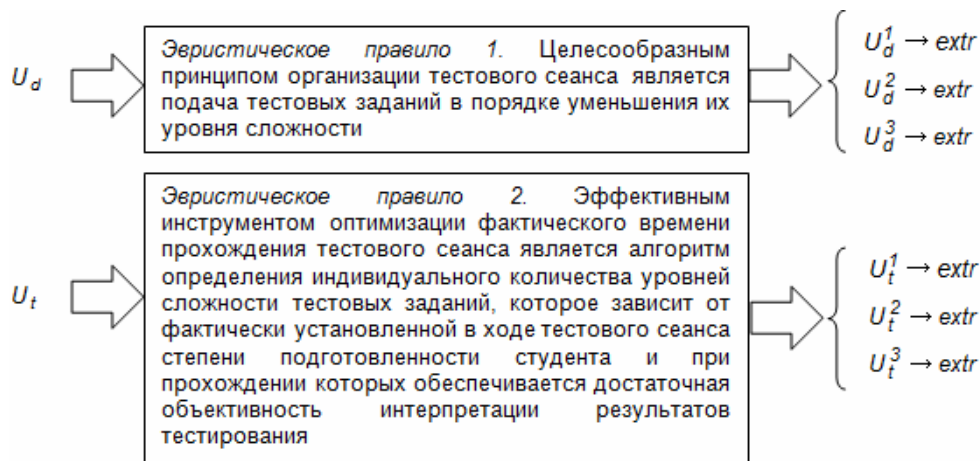 U_d
Эвристическое правило 1. Целесообразным
принципом организации тестового сеанса является
подача тестовых заданий в порядке уменьшения их
уровня сложности
U_d^1 → extr
U_d^2 → extr
U_d^3 → extr
U_t
Эвристическое правило 2. Эффективным
инструментом оптимизации фактического времени
прохождения тестового сеанса является алгоритм
определения индивидуального количества уровней
сложности тестовых заданий, которое зависит от
фактически установленной в ходе тестового сеанса
степени подготовленности студента и при
прохождении которых обеспечивается достаточная
объективность интерпретации результатов
тестирования
U_t^1 → extr
U_t^2 → extr
U_t^3 → extr